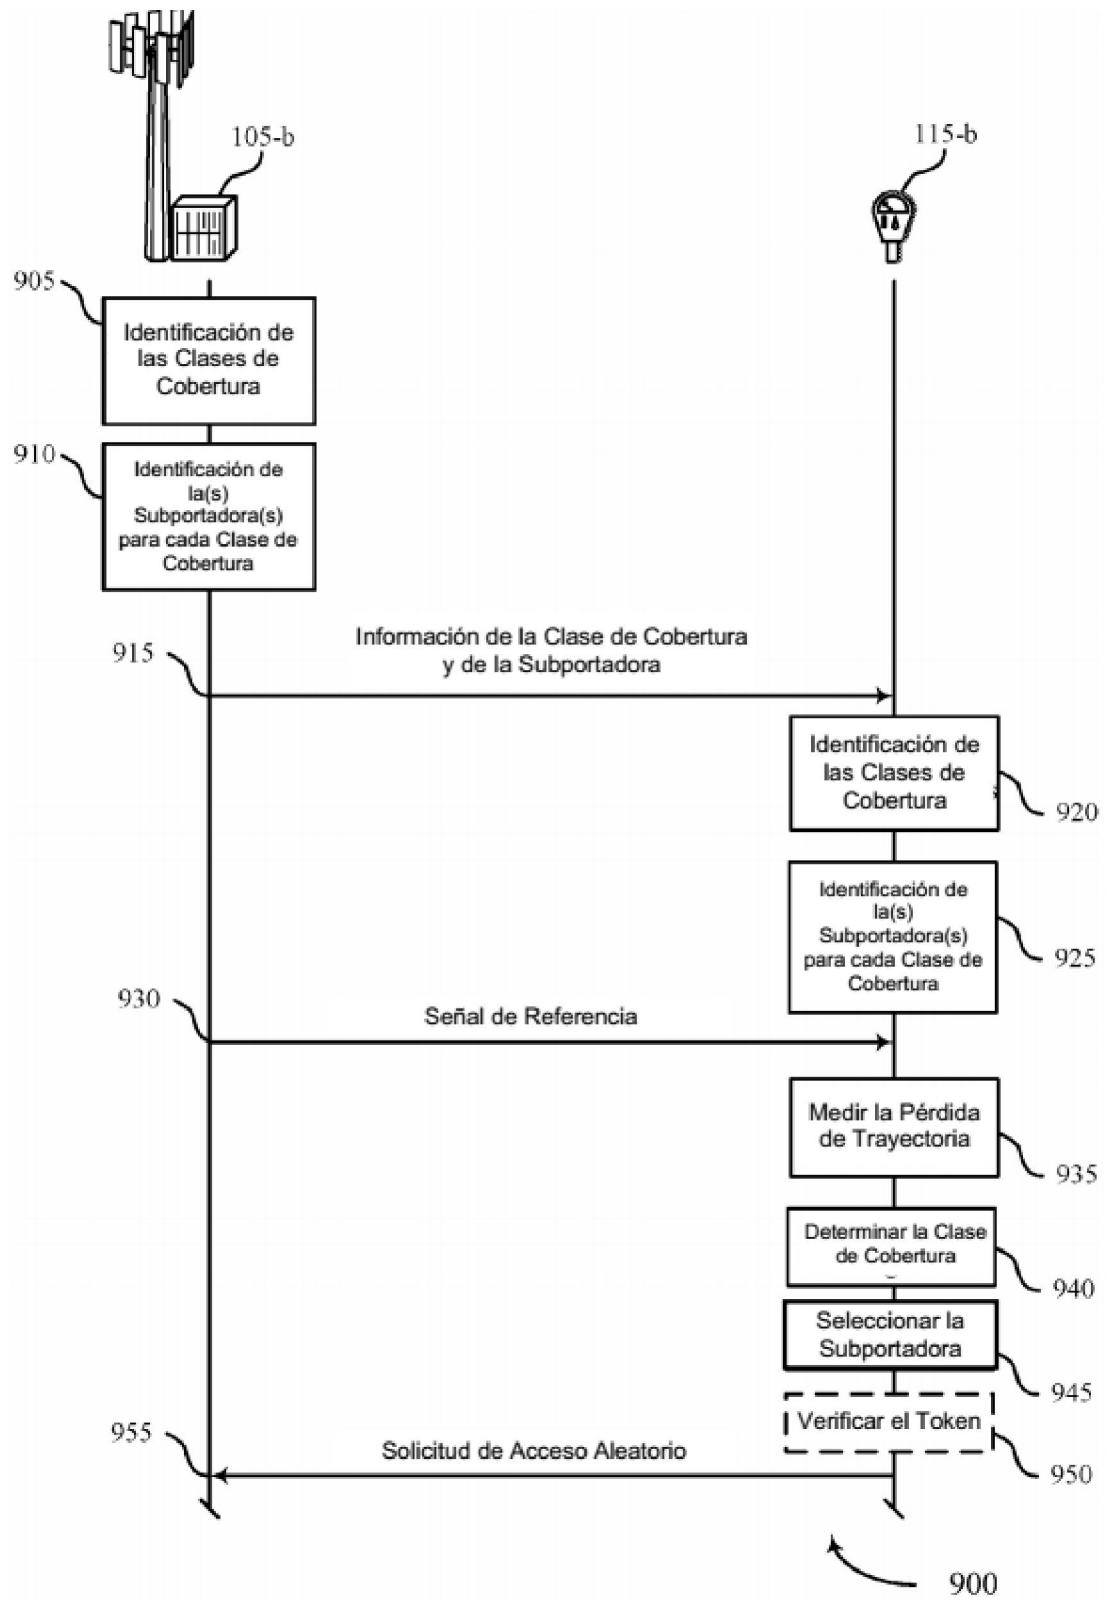 105-b
115-b
905
Identificación de
las Clases de
Cobertura
910
Identificación de
la(s)
Subportadora(s)
para cada Clase de
Cobertura
Información de la Clase de Cobertura
y de la Subportadora
915
Identificación de
las Clases de
Cobertura
920
Identificación de
la(s)
Subportadora(s)
para cada Clase de
Cobertura
925
930
Señal de Referencia
Medir la Pérdida
de Trayectoria
935
Determinar la Clase
de Cobertura
940
Seleccionar la
Subportadora
945
Verificar el Token
950
955
Solicitud de Acceso Aleatorio
900